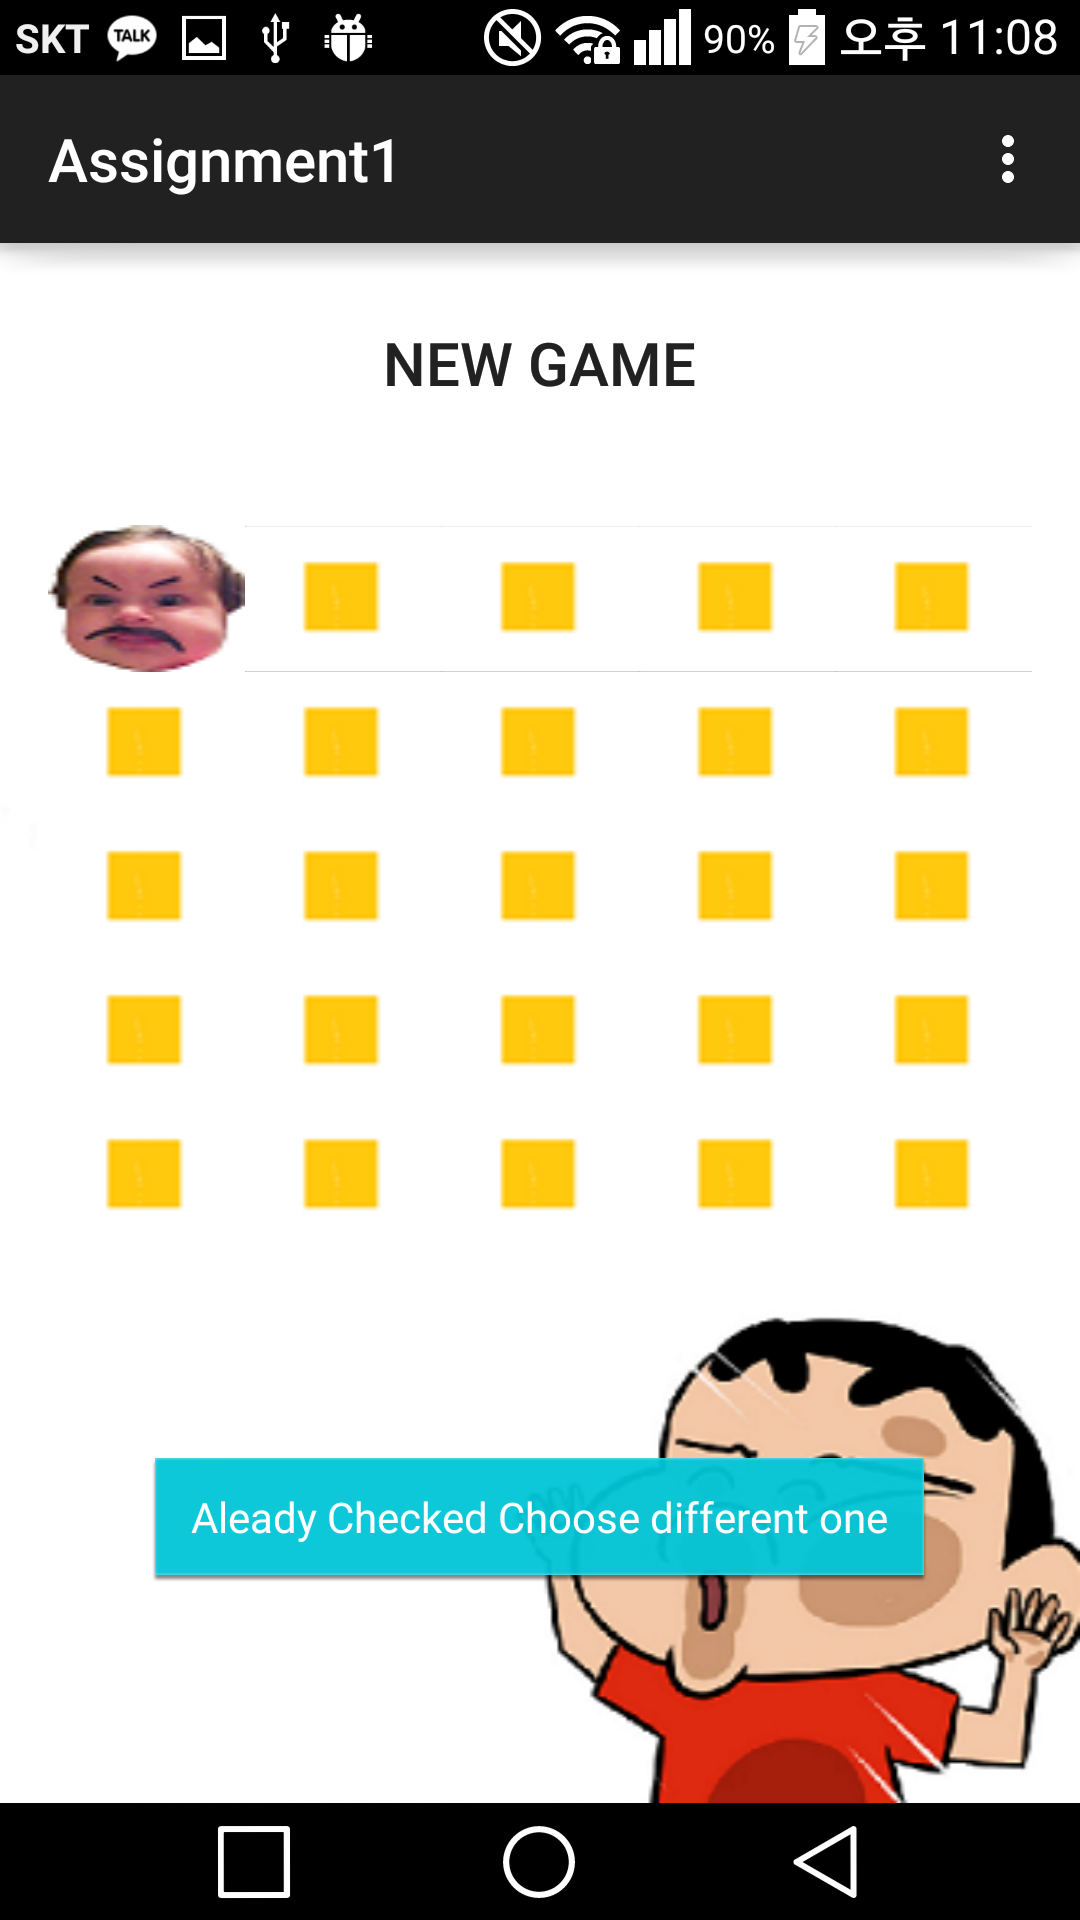 SKT TALK 90% 오후 11:08
Assignment1
NEW GAME
Aleady Checked Choose different one